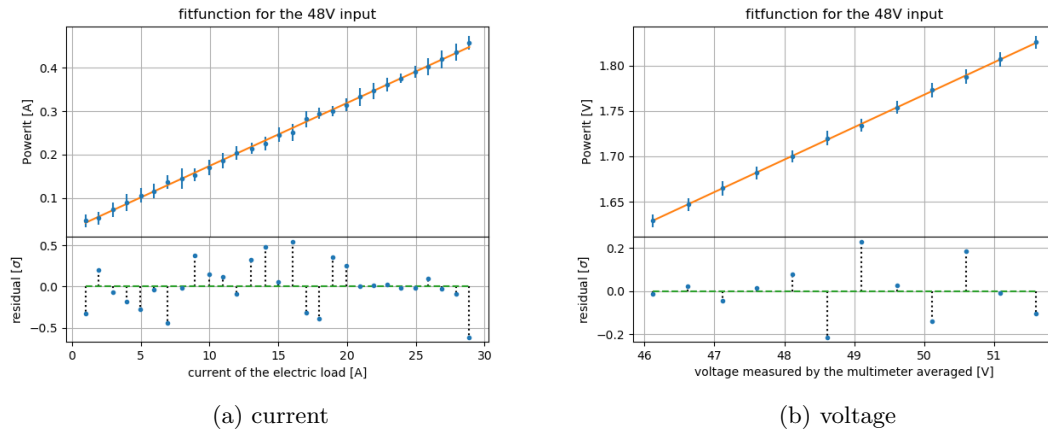 fitfunction for the 48V input
Powerit [A]
0.4
0.3
0.2
0.1
residual [σ]
0.5
0.0
−0.5
0 5 10 15 20 25 30
current of the electric load [A]
(a) current
fitfunction for the 48V input
Powerit [V]
1.80
1.75
1.70
1.65
residual [σ]
0.2
0.0
−0.2
46 47 48 49 50 51
voltage measured by the multimeter averaged [V]
(b) voltage